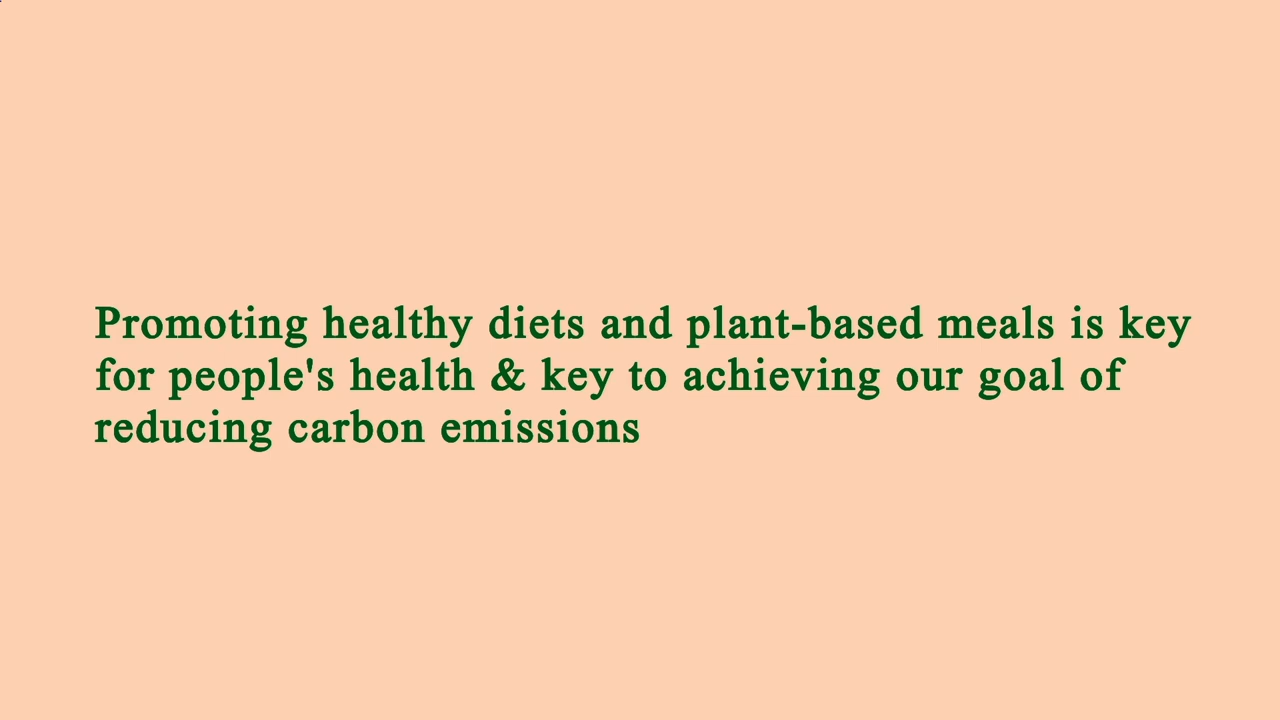 Promoting healthy diets and plant-based meals is key
for people's health & key to achieving our goal of
reducing carbon emissions